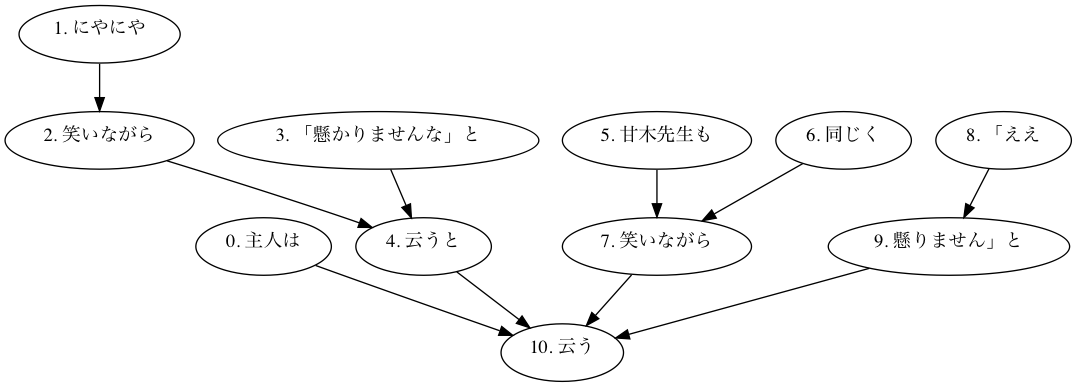 1. にやにや
2. 笑いながら
3. 「懸かりませんな」と
5. 甘木先生も
6. 同じく
8. 「ええ
0. 主人は
4. 云うと
7. 笑いながら
9. 懸りません」と
10. 云う